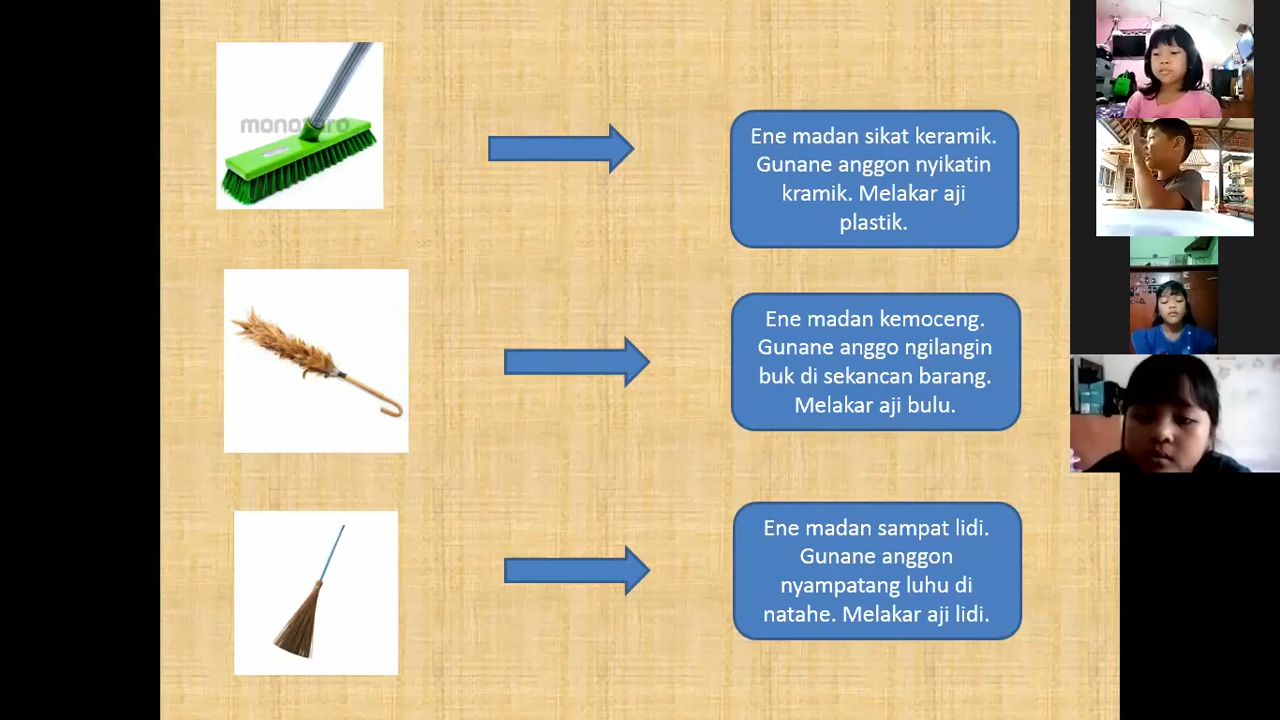 Ene madan sikat keramik.
Gunane anggon nyikatin
kramik. Melakar aji
plastik.
Ene madan kemoceng.
Gunane anggo ngilangin
buk di sekancan barang.
Melakar aji bulu.
Ene madan sampat lidi.
Gunane anggon
nyampatang luhu di
natahe. Melakar aji lidi.